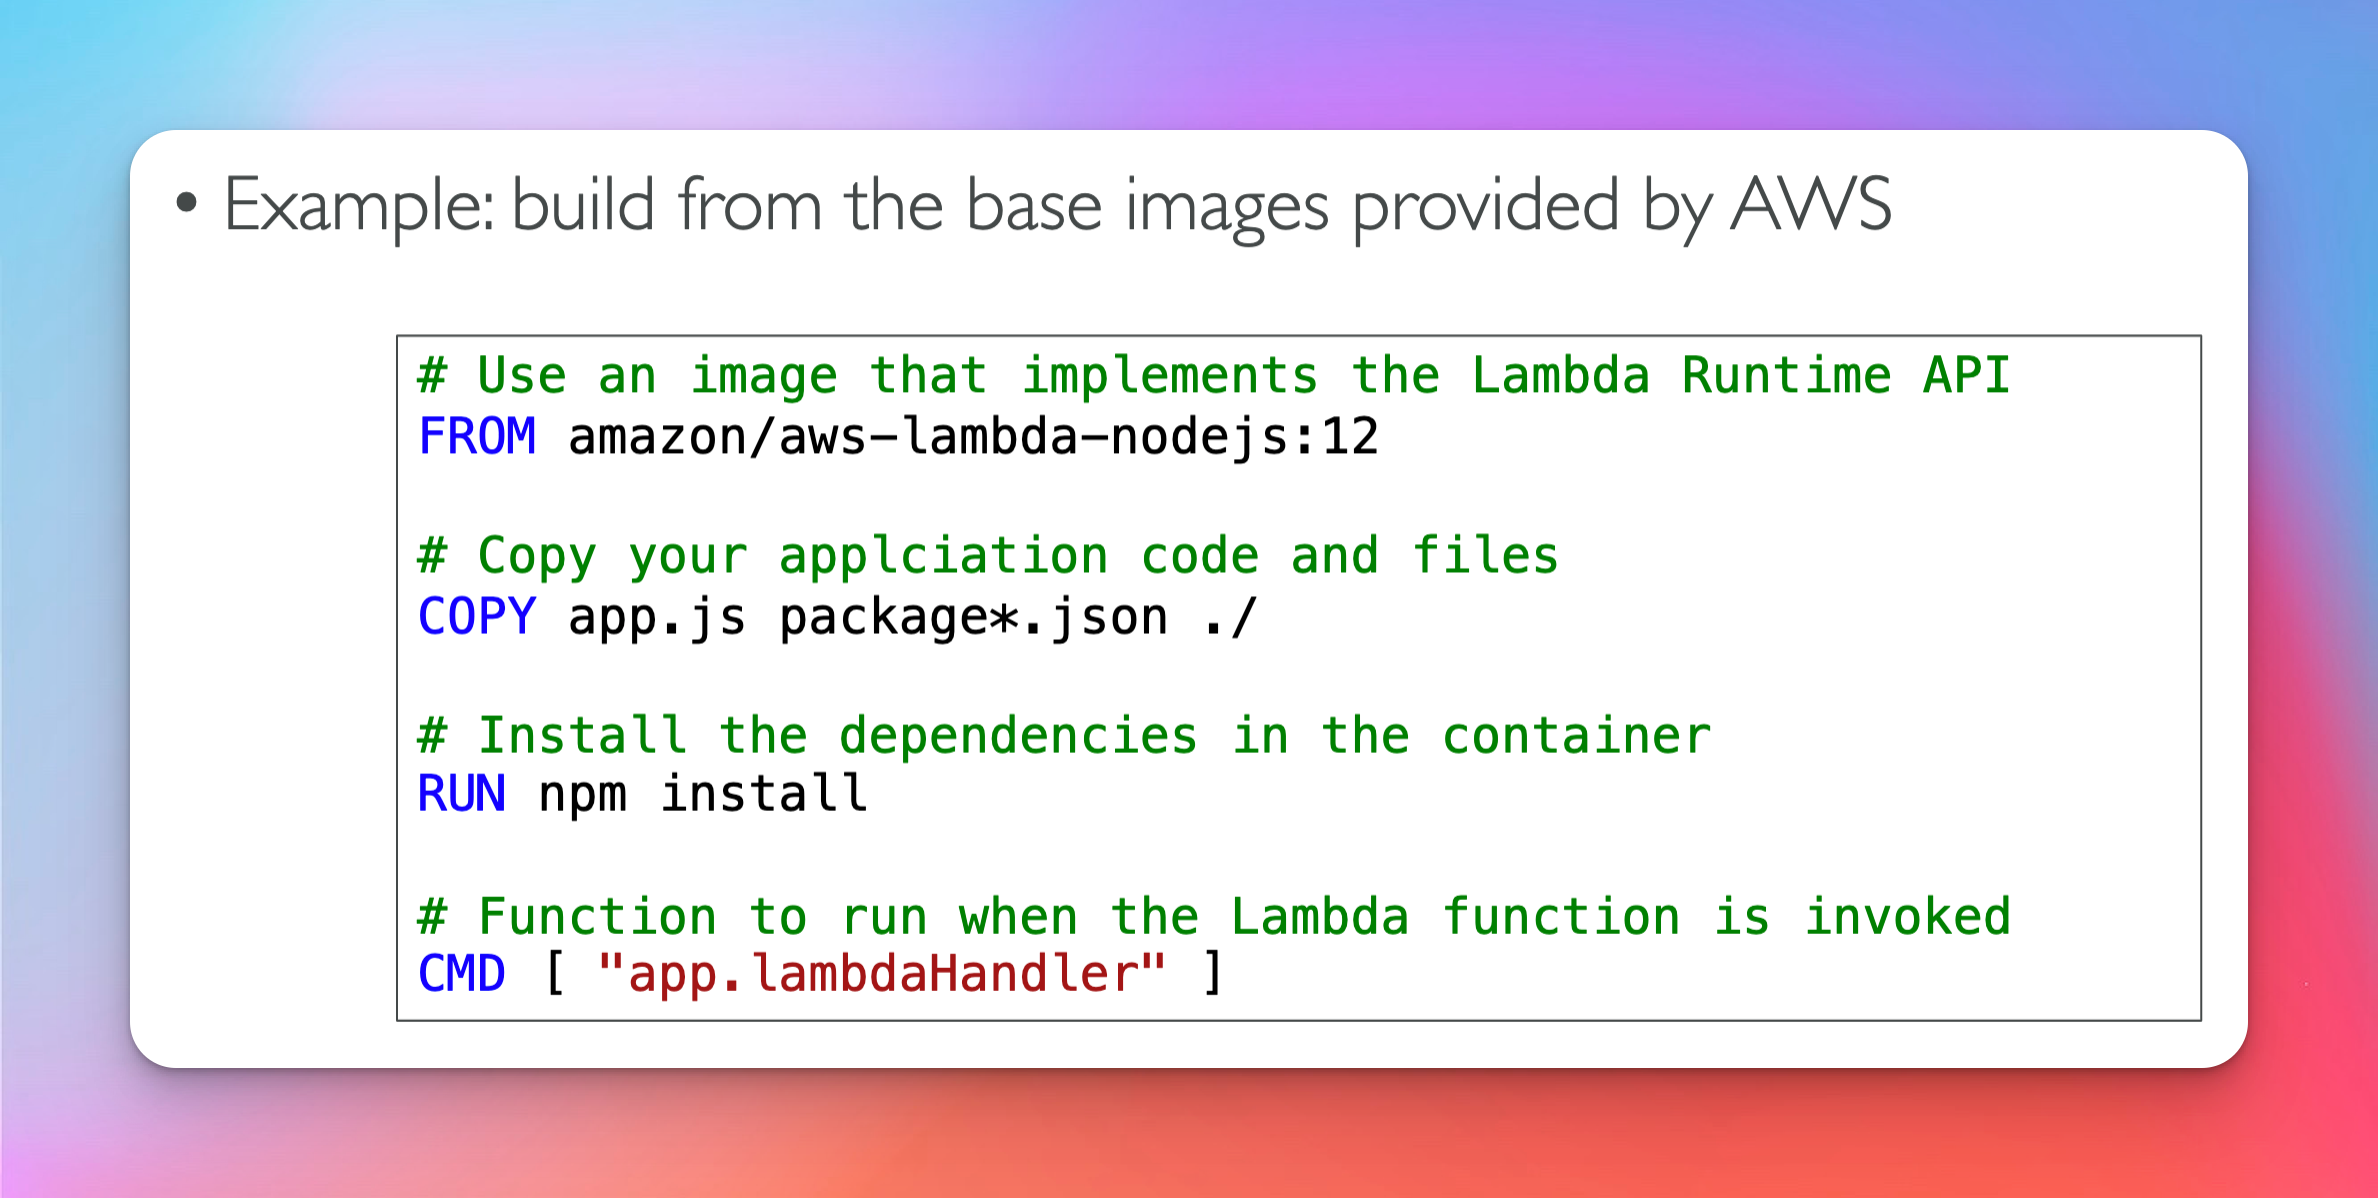 • Example: build from the base images provided by AWS
# Use an image that implements the Lambda Runtime API
FROM amazon/aws-lambda-nodejs:12
# Copy your applciation code and files
COPY app.js package*.json ./
# Install the dependencies in the container
RUN npm install
# Function to run when the Lambda function is invoked
CMD [ "app.lambdaHandler" ]